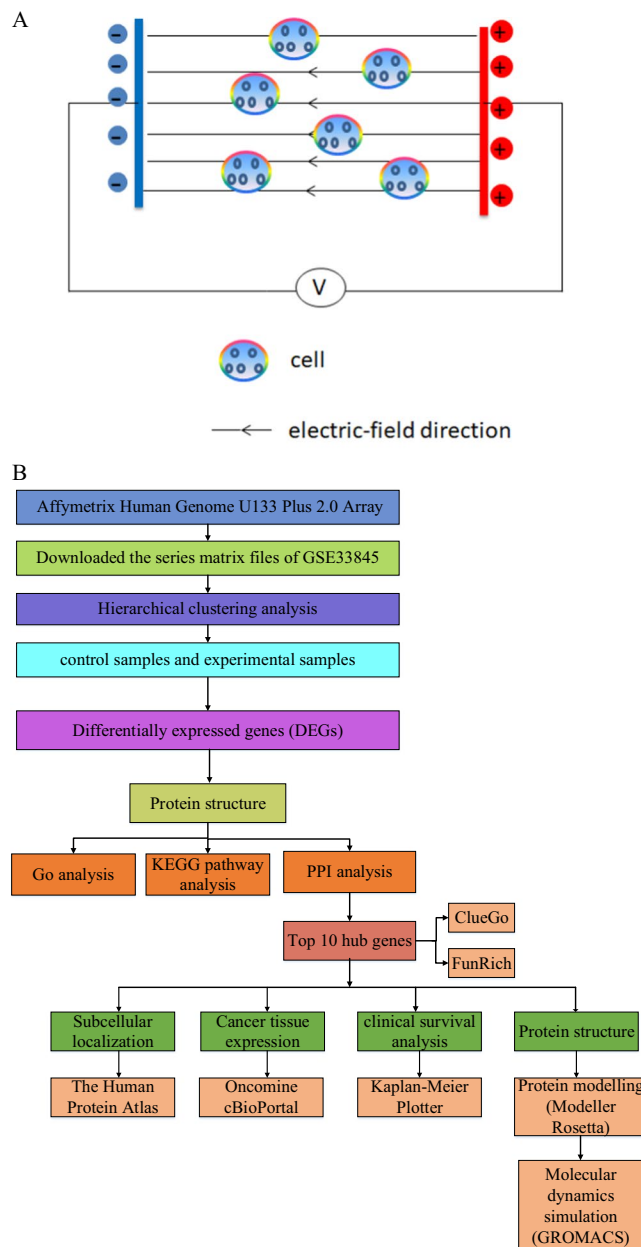 A
-
-
-
-
-
+
+
+
+
+
V
cell
electric-field direction
B
Affymetrix Human Genome U133 Plus 2.0 Array
Downloaded the series matrix files of GSE33845
Hierarchical clustering analysis
control samples and experimental samples
Differentially expressed genes (DEGs)
Protein structure
Go analysis
KEGG pathway
analysis
PPI analysis
Top 10 hub genes
ClueGo
FunRich
Subcellular
localization
Cancer tissue
expression
clinical survival
analysis
Protein structure
The Human
Protein Atlas
Oncomine
cBioPortal
Kaplan-Meier
Plotter
Protein modelling
(Modeller
Rosetta)
Molecular
dynamics
simulation
(GROMACS)